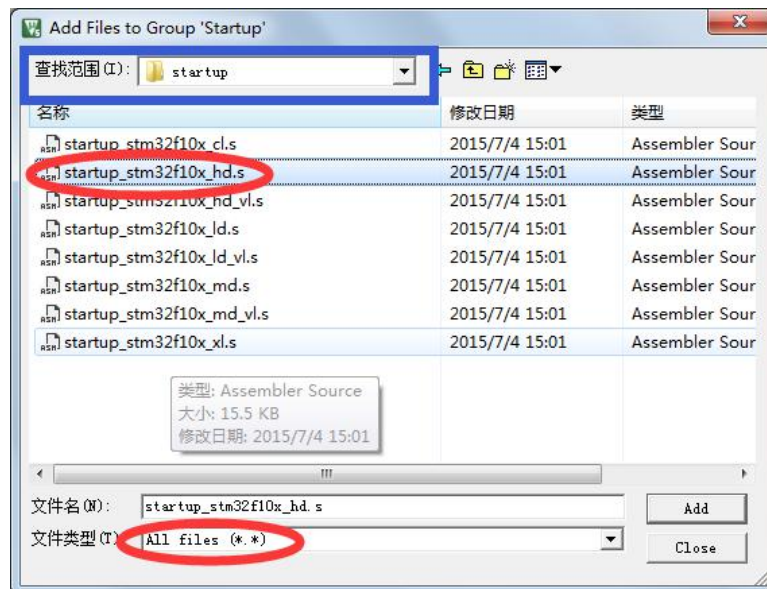 Add Files to Group 'Startup'
查找范围(I): startup
名称 修改日期 类型
startup_stm32f10x_cl.s 2015/7/4 15:01 Assembler Sour
startup_stm32f10x_hd.s 2015/7/4 15:01 Assembler Sour
startup_stm32f10x_hd_vl.s 2015/7/4 15:01 Assembler Sour
startup_stm32f10x_ld.s 2015/7/4 15:01 Assembler Sour
startup_stm32f10x_ld_vl.s 2015/7/4 15:01 Assembler Sour
startup_stm32f10x_md.s 2015/7/4 15:01 Assembler Sour
startup_stm32f10x_md_vl.s 2015/7/4 15:01 Assembler Sour
startup_stm32f10x_xl.s 2015/7/4 15:01 Assembler Sour
类型: Assembler Source
大小: 15.5 KB
修改日期: 2015/7/4 15:01
文件名(N): startup_stm32f10x_hd.s Add
文件类型(T) All files (*.*) Close